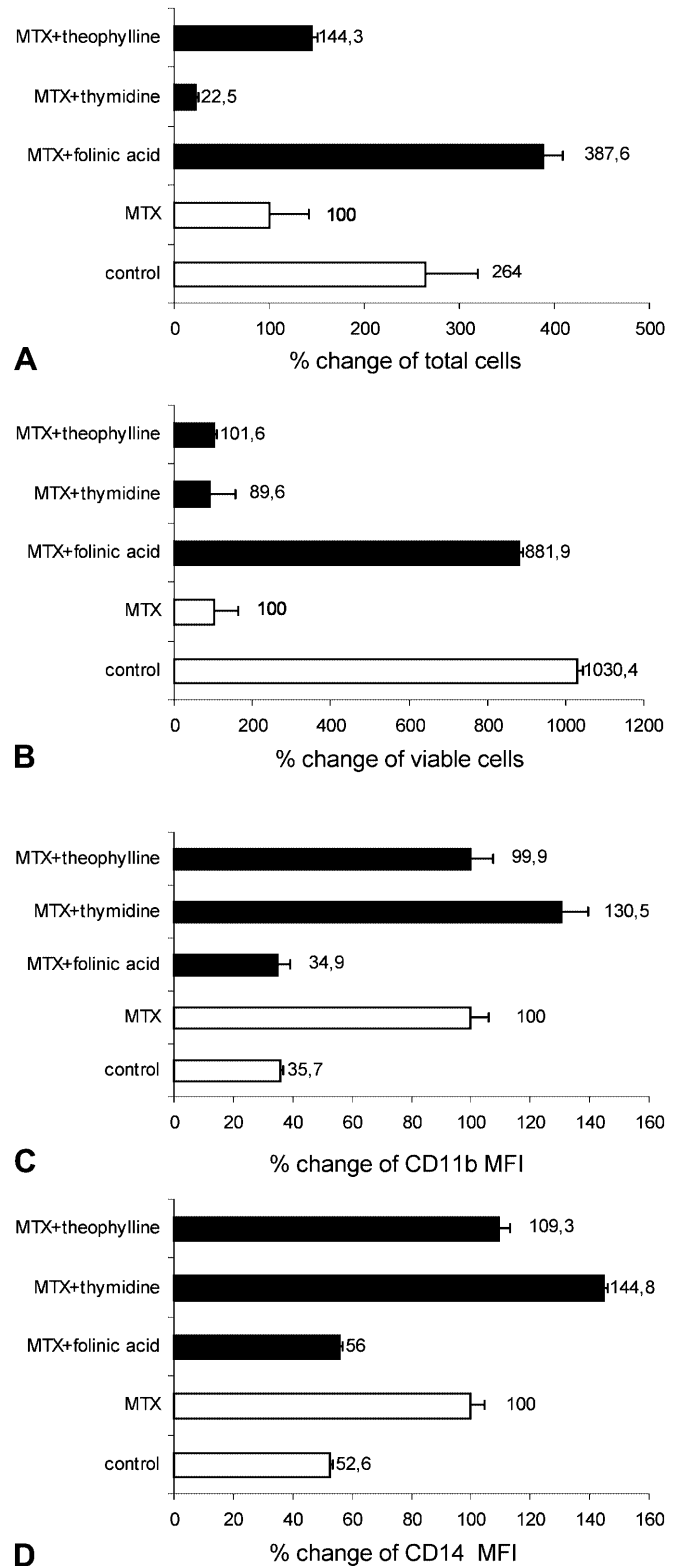 MTX+theophylline 144,3
MTX+thymidine 22,5
MTX+folinic acid 387,6
MTX 100
control 264
0 100 200 300 400 500
A % change of total cells
MTX+theophylline 101,6
MTX+thymidine 89,6
MTX+folinic acid 881,9
MTX 100
control 1030,4
0 200 400 600 800 1000 1200
B % change of viable cells
MTX+theophylline 99,9
MTX+thymidine 130,5
MTX+folinic acid 34,9
MTX 100
control 35,7
0 20 40 60 80 100 120 140 160
C % change of CD11b MFI
MTX+theophylline 109,3
MTX+thymidine 144,8
MTX+folinic acid 56
MTX 100
control 52,6
0 20 40 60 80 100 120 140 160
D % change of CD14 MFI